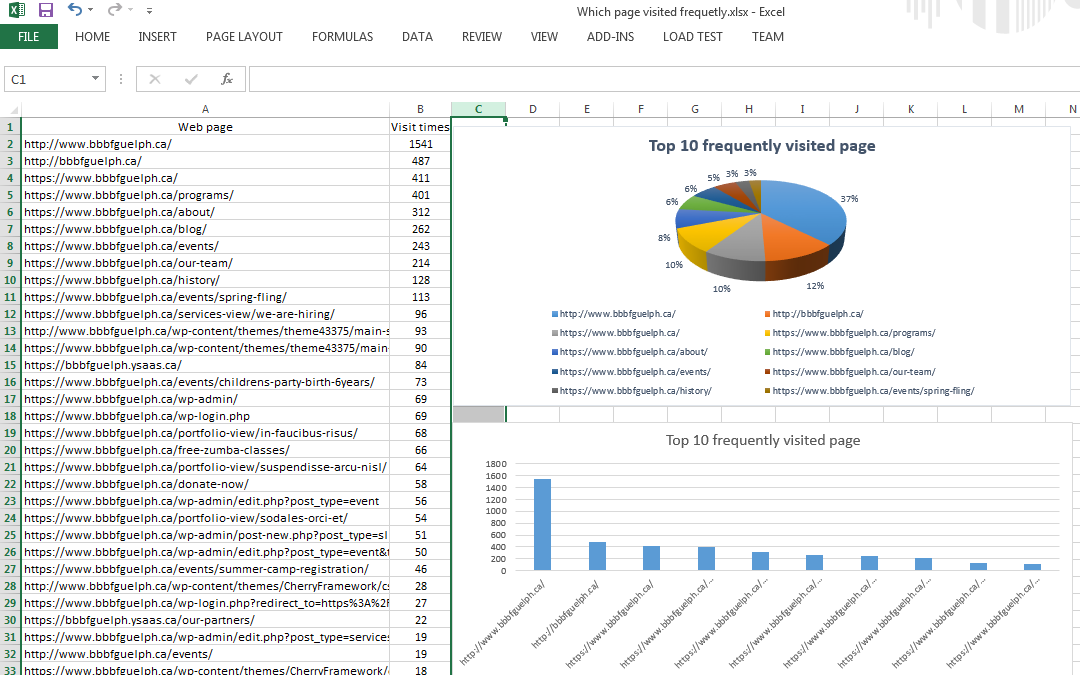 Which page visited frequetly.xlsx - Excel
FILE HOME INSERT PAGE LAYOUT FORMULAS DATA REVIEW VIEW ADD-INS LOAD TEST TEAM
C1 fx
A B C D E F G H I J K L M N
1 Web page Visit times
2 http://www.bbbfguelph.ca/ 1541
3 http://bbbfguelph.ca/ 487
4 https://www.bbbfguelph.ca/ 411
5 https://www.bbbfguelph.ca/programs/ 401
6 https://www.bbbfguelph.ca/about/ 312
7 https://www.bbbfguelph.ca/blog/ 262
8 https://www.bbbfguelph.ca/events/ 243
9 https://www.bbbfguelph.ca/our-team/ 214
10 https://www.bbbfguelph.ca/history/ 128
11 https://www.bbbfguelph.ca/events/spring-fling/ 113
12 https://www.bbbfguelph.ca/services-view/we-are-hiring/ 96
13 http://www.bbbfguelph.ca/wp-content/themes/theme43375/main-s 93
14 https://www.bbbfguelph.ca/wp-content/themes/theme43375/main- 90
15 https://bbbfguelph.ysaas.ca/ 84
16 https://www.bbbfguelph.ca/events/childrens-party-birth-6years/ 73
17 https://www.bbbfguelph.ca/wp-admin/ 69
18 https://www.bbbfguelph.ca/wp-login.php 69
19 https://www.bbbfguelph.ca/portfolio-view/in-faucibus-risus/ 68
20 https://www.bbbfguelph.ca/free-zumba-classes/ 66
21 https://www.bbbfguelph.ca/portfolio-view/suspendisse-arcu-nisl/ 64
22 https://www.bbbfguelph.ca/donate-now/ 58
23 https://www.bbbfguelph.ca/wp-admin/edit.php?post_type=event 56
24 https://www.bbbfguelph.ca/portfolio-view/sodales-orci-et/ 54
25 https://www.bbbfguelph.ca/wp-admin/post-new.php?post_type=sl 51
26 https://www.bbbfguelph.ca/wp-admin/edit.php?post_type=event& 50
27 https://www.bbbfguelph.ca/events/summer-camp-registration/ 46
28 http://www.bbbfguelph.ca/wp-content/themes/CherryFramework/cs 28
29 https://www.bbbfguelph.ca/wp-login.php?redirect_to=https%3A%2F 27
30 https://bbbfguelph.ysaas.ca/our-partners/ 22
31 https://www.bbbfguelph.ca/wp-admin/edit.php?post_type=services 19
32 http://www.bbbfguelph.ca/events/ 19
33 https://www.bbbfguelph.ca/wp-content/themes/CherryFramework/ 18
Top 10 frequently visited page
5% 3% 3%
6%
37%
6%
8%
10%
10%
12%
http://www.bbbfguelph.ca/ http://bbbfguelph.ca/
https://www.bbbfguelph.ca/ https://www.bbbfguelph.ca/programs/
https://www.bbbfguelph.ca/about/ https://www.bbbfguelph.ca/blog/
https://www.bbbfguelph.ca/events/ https://www.bbbfguelph.ca/our-team/
https://www.bbbfguelph.ca/history/ https://www.bbbfguelph.ca/events/spring-fling/
Top 10 frequently visited page
1800
1600
1400
1200
1000
800
600
400
200
0
http://www.bbbfguelph.ca/
http://bbbfguelph.ca/
https://www.bbbfguelph.ca/
https://www.bbbfguelph.ca/...
https://www.bbbfguelph.ca/...
https://www.bbbfguelph.ca/...
https://www.bbbfguelph.ca/...
https://www.bbbfguelph.ca/...
https://www.bbbfguelph.ca/...
https://www.bbbfguelph.ca/...